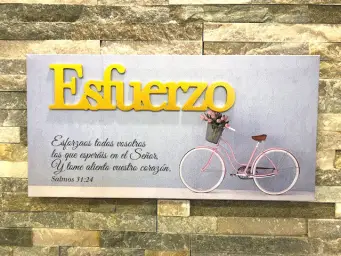 Esfuerzo
Esforzaos todos vosotros
los que esperáis en el Señor,
Y tome aliento vuestro corazón.
Salmos 31:24